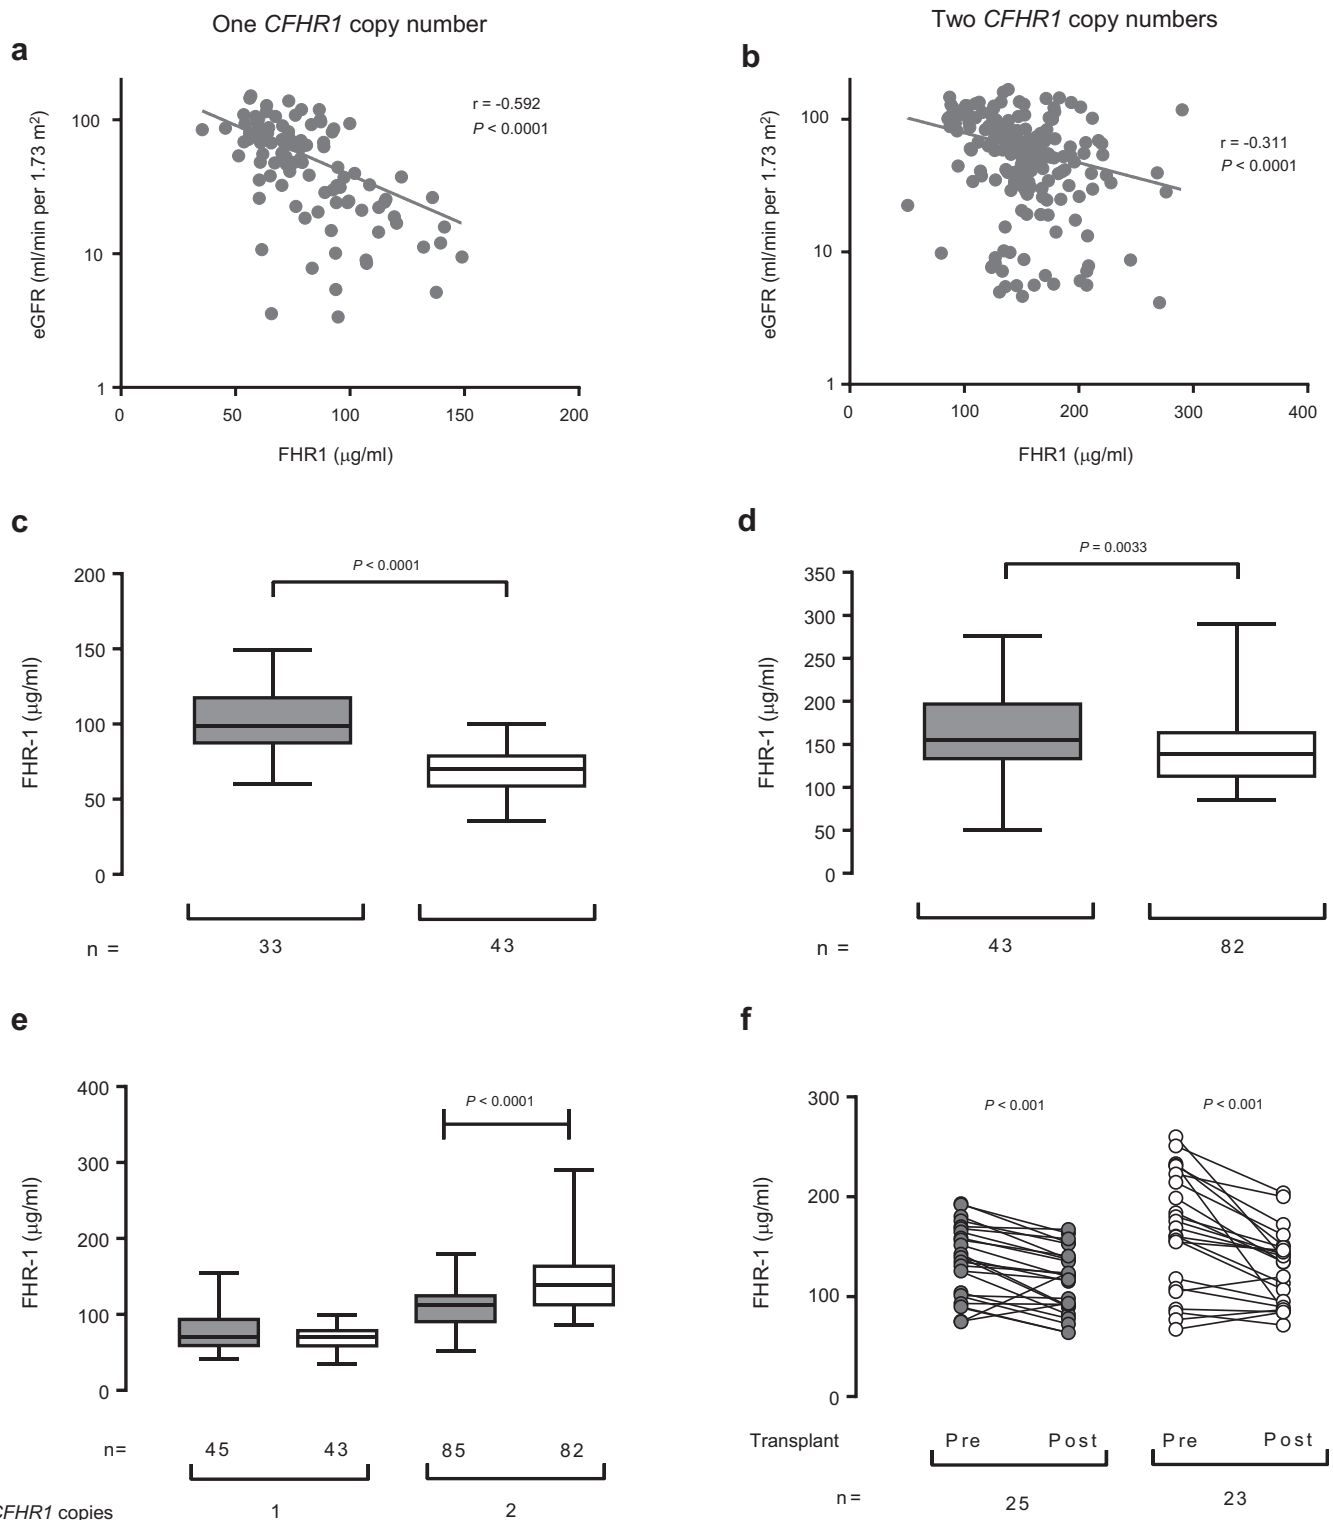 One CFHR1 copy number
Two CFHR1 copy numbers
a
b
r = -0.592
P < 0.0001
r = -0.311
P < 0.0001
100
10
1
0 50 100 150 200
eGFR (ml/min per 1.73 m²)
FHR1 (μg/ml)
100
10
1
0 100 200 300 400
eGFR (ml/min per 1.73 m²)
FHR1 (μg/ml)
c
P < 0.0001
200
150
100
50
0
FHR-1 (μg/ml)
n = 33 43
d
P = 0.0033
350
300
250
200
150
100
50
0
FHR-1 (μg/ml)
n = 43 82
e
P < 0.0001
400
300
200
100
0
FHR-1 (μg/ml)
n= 45 43 85 82
CFHR1 copies 1 2
f
P < 0.001 P < 0.001
300
200
100
0
FHR-1 (μg/ml)
Transplant Pre Post Pre Post
n= 25 23